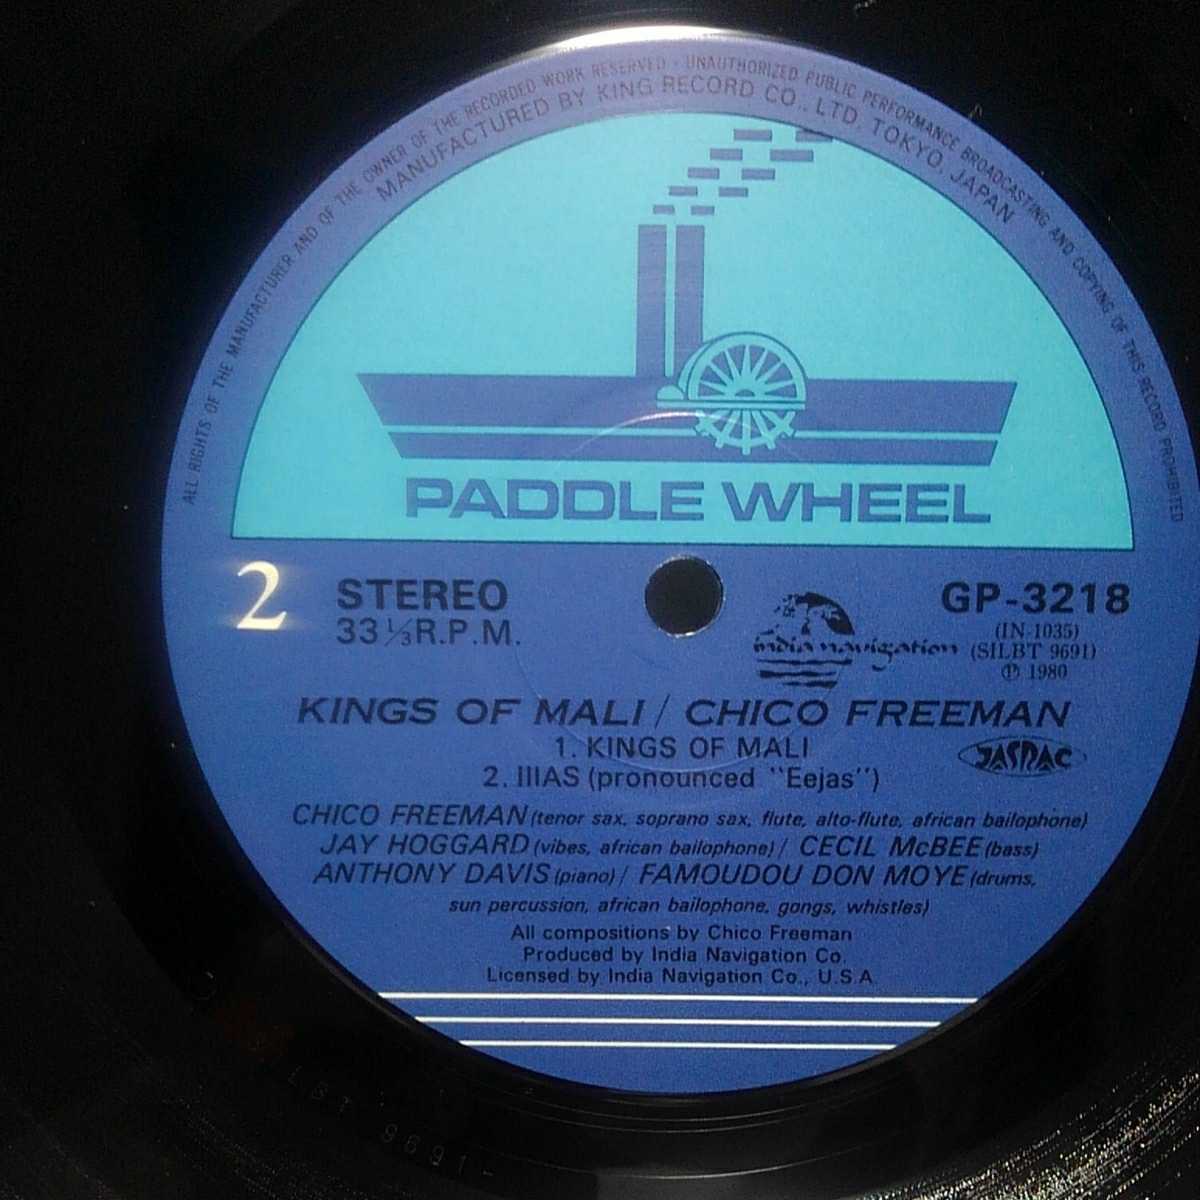 ALL RIGHTS OF THE MANUFACTURER AND OF THE OWNER OF THE RECORDED WORK RESERVED · UNAUTHORIZED PUBLIC PERFORMANCE BROADCASTING AND COPYING OF THIS RECORD PROHIBITED
MANUFACTURED BY KING RECORD CO., LTD, TOKYO, JAPAN
PADDLE WHEEL
2
STEREO
33 1/3 R.P.M.
india navigation
GP-3218
(IN-1035)
(SILBT 9691)
Ⓟ 1980
KINGS OF MALI / CHICO FREEMAN
1. KINGS OF MALI
JASRAC
2. IIIAS (pronounced "Eejas")
CHICO FREEMAN (tenor sax, soprano sax, flute, alto-flute, african bailophone)
JAY HOGGARD (vibes, african bailophone) / CECIL McBEE (bass)
ANTHONY DAVIS (piano) / FAMOUDOU DON MOYE (drums,
sun percussion, african bailophone, gongs, whistles)
All compositions by Chico Freeman
Produced by India Navigation Co.
Licensed by India Navigation Co., U.S.A.
9691-